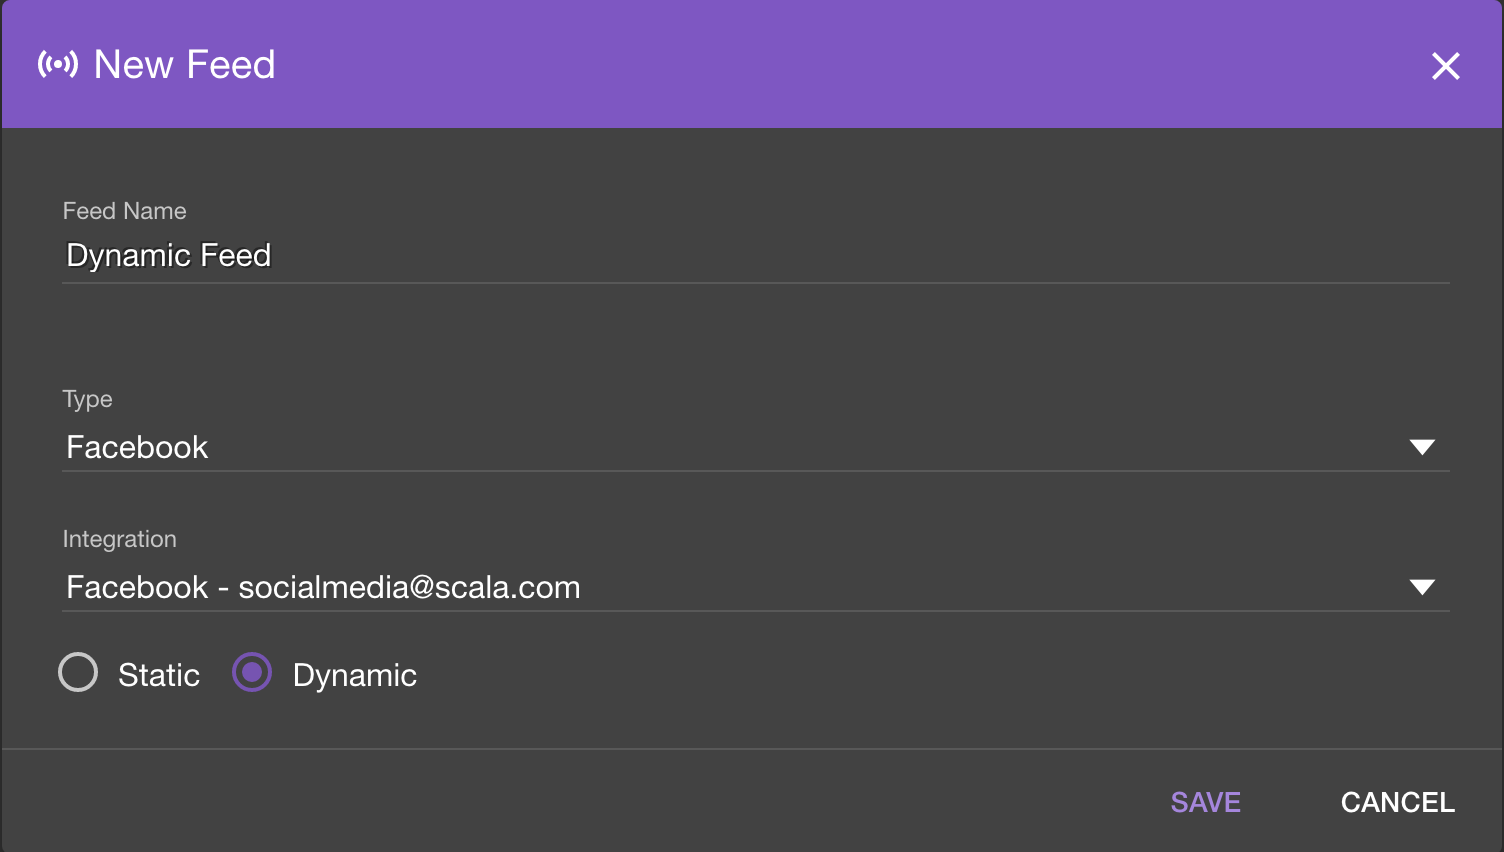 New Feed
Feed Name
Dynamic Feed
Type
Facebook
Integration
Facebook - socialmedia@scala.com
Static Dynamic
SAVE CANCEL